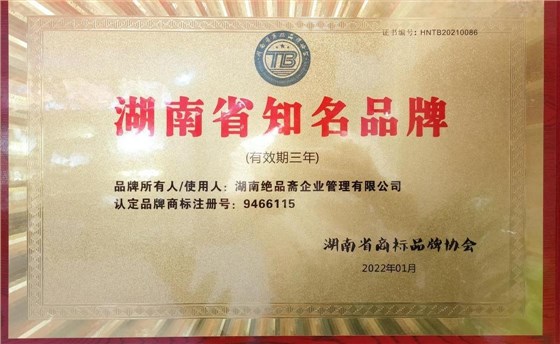 证书编号: HNTB20210086
TB
湖南省知名品牌
(有效期三年)
品牌所有人/使用人: 湖南绝品斋企业管理有限公司
认定品牌商标注册号: 9466115
湖南省商标品牌协会
2022年01月